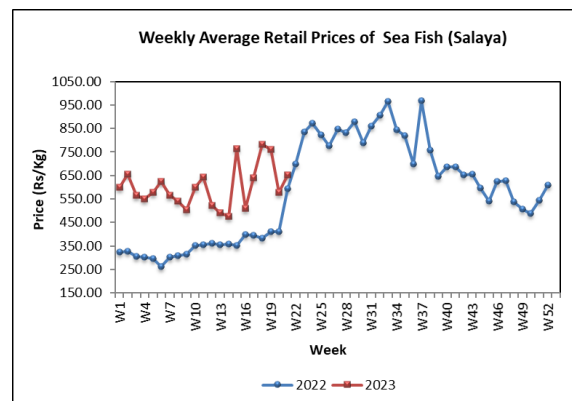 Weekly Average Retail Prices of Sea Fish (Salaya)
Price (Rs/kg)
1050.00
950.00
850.00
750.00
650.00
550.00
450.00
350.00
250.00
150.00
W1
W4
W7
W10
W13
W16
W19
W22
W25
W28
W31
W34
W37
W40
W43
W46
W49
W52
Week
2022
2023